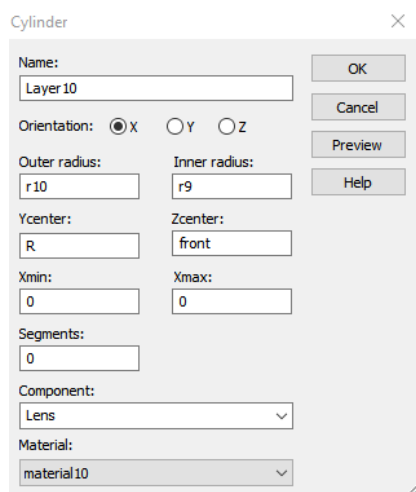 Cylinder
Name:
OK
Layer10
Cancel
Orientation: X Y Z
Preview
Outer radius: Inner radius:
r10 r9
Help
Ycenter: Zcenter:
R front
Xmin: Xmax:
0 0
Segments:
0
Component:
Lens
Material:
material10